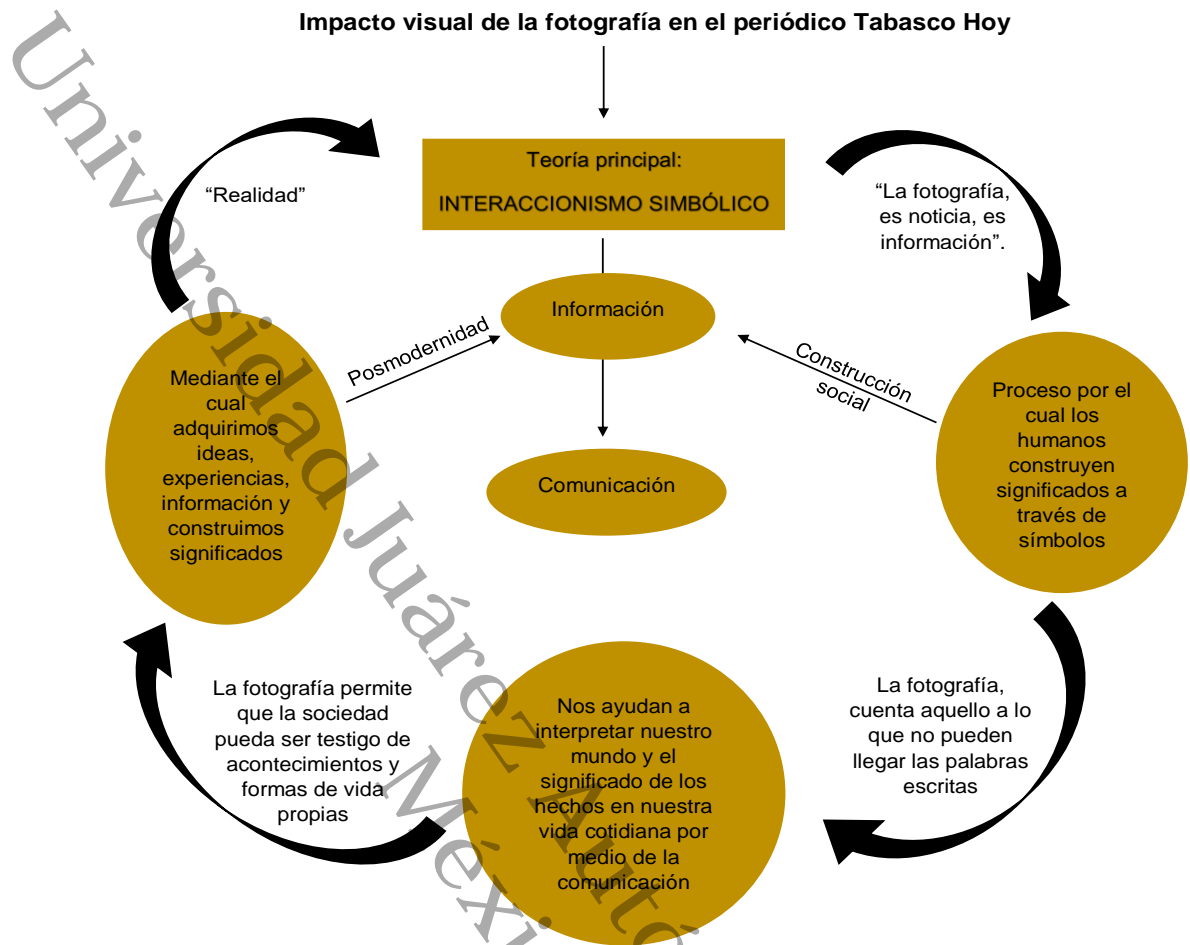 Impacto visual de la fotografía en el periódico Tabasco Hoy
Teoría principal:
INTERACCIONISMO SIMBÓLICO
“La fotografía,
es noticia, es
información”.
Proceso por el
cual los
humanos
construyen
significados a
través de
símbolos
La fotografía,
cuenta aquello a lo
que no pueden
llegar las palabras
escritas
Nos ayudan a
interpretar nuestro
mundo y el
significado de los
hechos en nuestra
vida cotidiana por
medio de la
comunicación
La fotografía permite
que la sociedad
pueda ser testigo de
acontecimientos y
formas de vida
propias
Mediante el
cual
adquirimos
ideas,
experiencias,
información y
construimos
significados
“Realidad”
Posmodernidad
Construcción
social
Información
Comunicación
Universidad Juárez Autó
Méxi